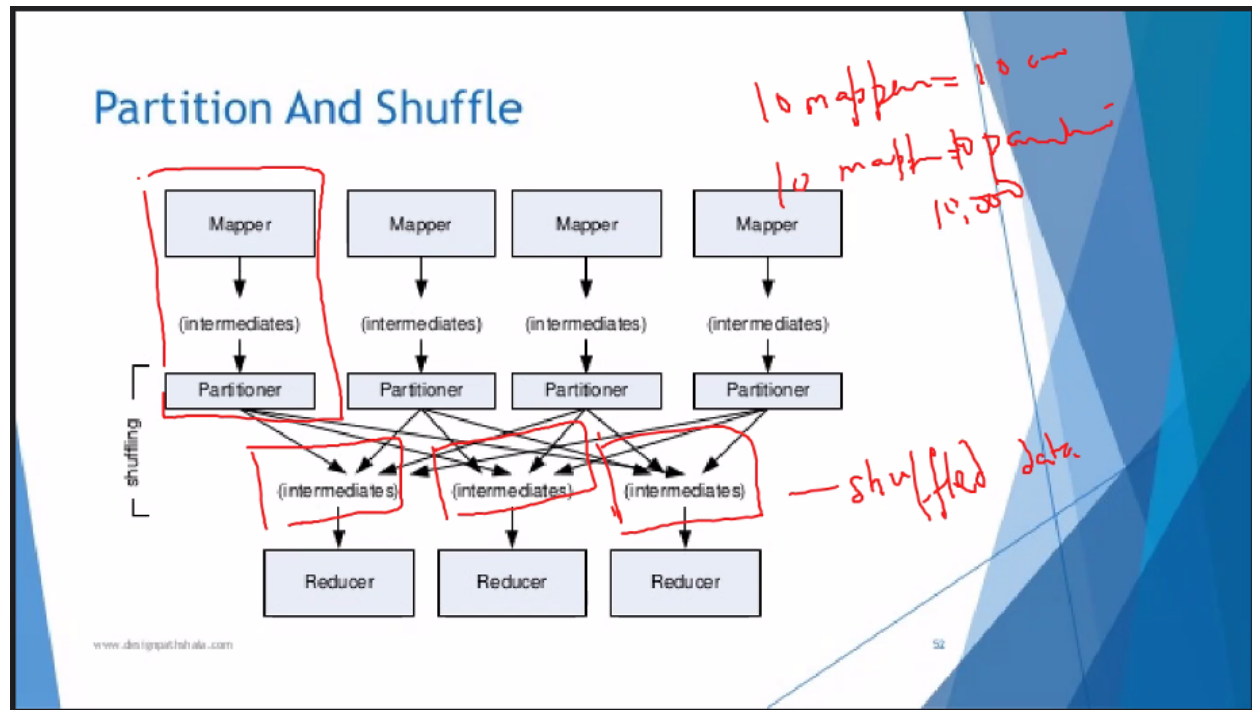 Partition And Shuffle
10 mapper = 10
10 mapp
10,000
Mapper Mapper Mapper Mapper
(intermediates) (intermediates) (intermediates) (intermediates)
Partitioner Partitioner Partitioner Partitioner
shuffling
(intermediates) (intermediates) (intermediates) — shuffled data
Reducer Reducer Reducer
www.designpathshala.com
52